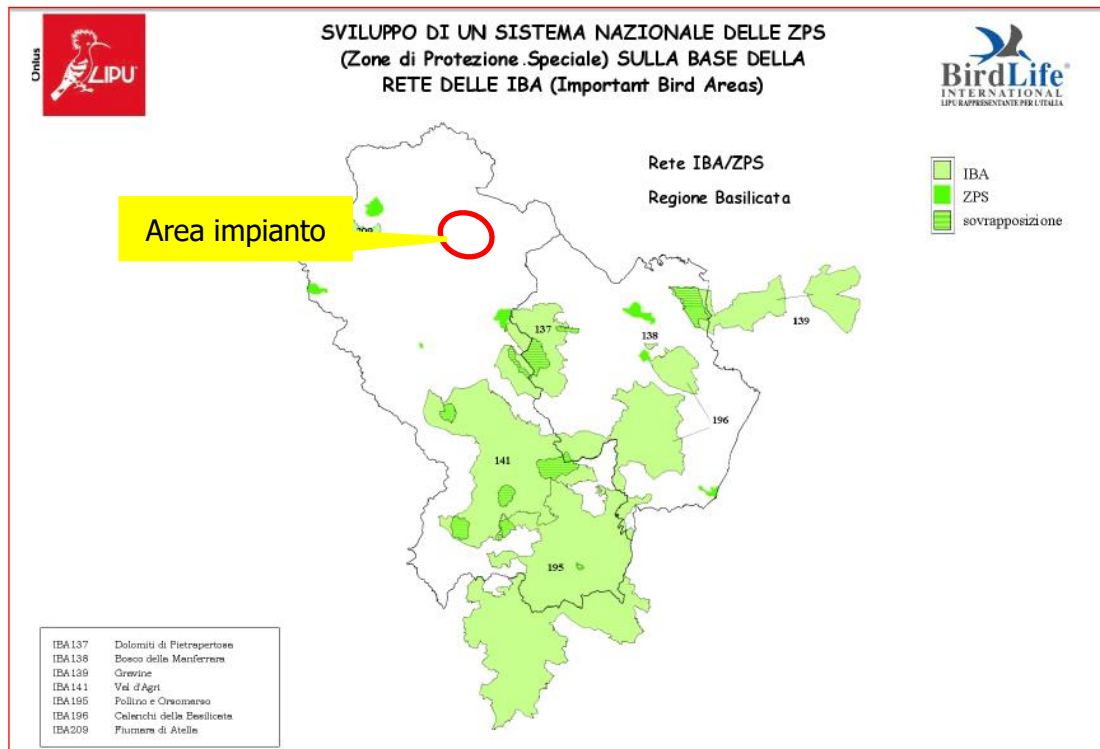 Onlus
LIPU
SVILUPPO DI UN SISTEMA NAZIONALE DELLE ZPS
(Zone di Protezione.Speciale) SULLA BASE DELLA
RETE DELLE IBA (Important Bird Areas)
BirdLife
INTERNATIONAL
LIPU RAPPRESENTANTE PER L'ITALIA
Rete IBA/ZPS
Regione Basilicata
IBA
ZPS
sovrapposizione
Area impianto
209
137
138
139
196
141
195
IBA137 Dolomiti di Pietrapertosa
IBA138 Bosco della Manferrara
IBA139 Gravine
IBA141 Val d'Agri
IBA195 Pollino e Orsomarso
IBA196 Calanchi della Basilicata
IBA209 Fiumara di Atella